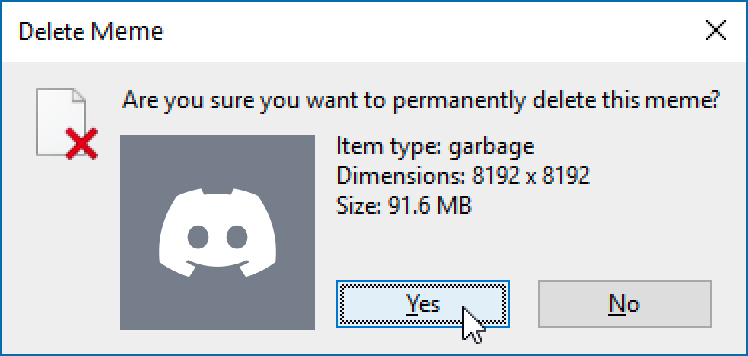 Delete Meme
Are you sure you want to permanently delete this meme?
Item type: garbage
Dimensions: 8192 x 8192
Size: 91.6 MB
Yes
No